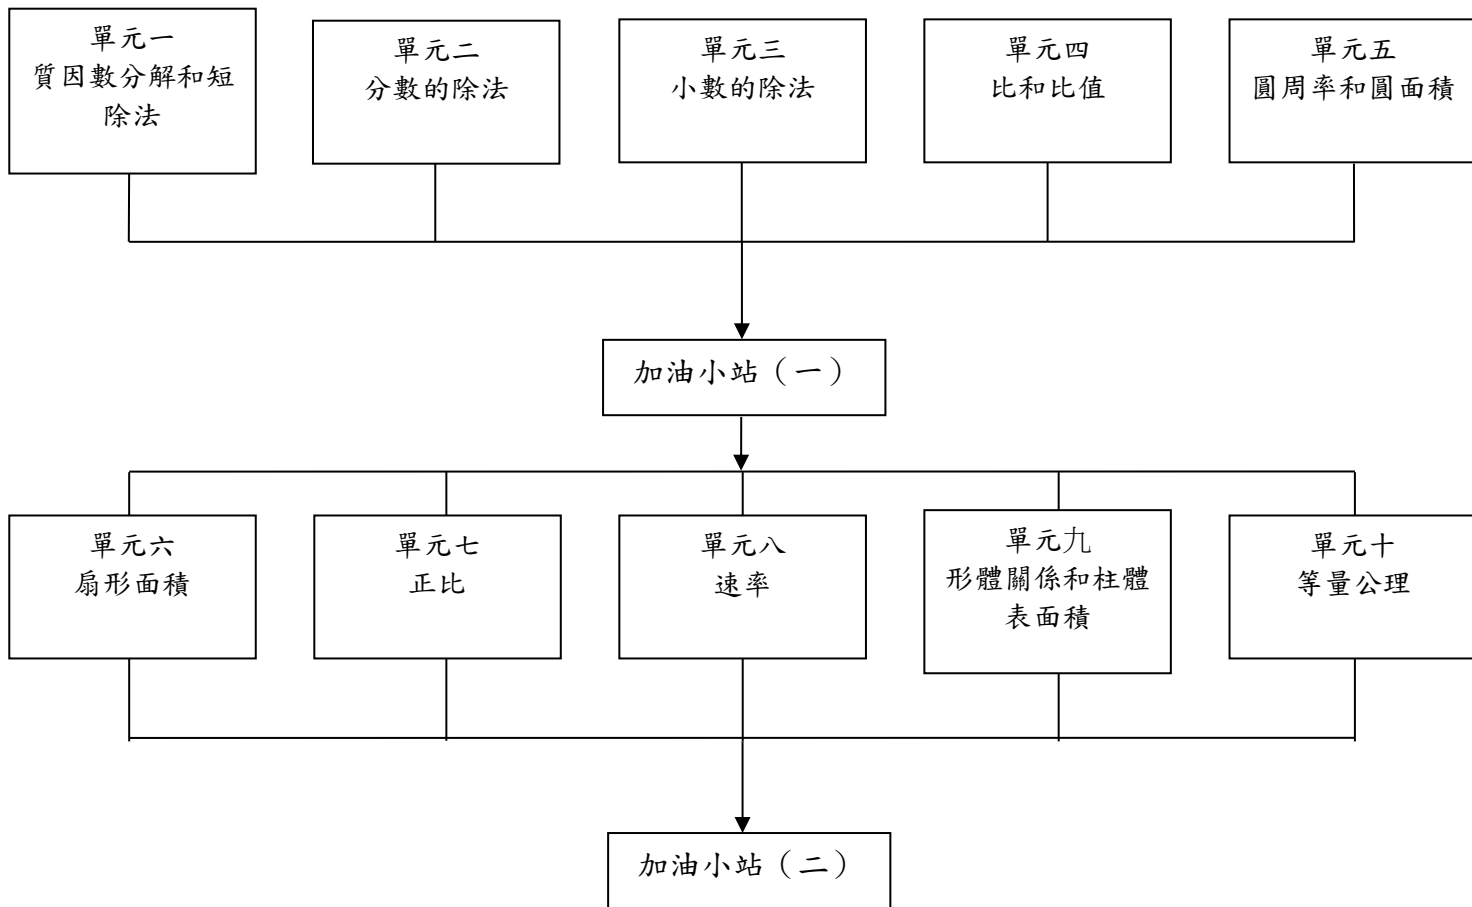 單元一
質因數分解和短
除法
單元二
分數的除法
單元三
小數的除法
單元四
比和比值
單元五
圓周率和圓面積
加油小站（一）
單元六
扇形面積
單元七
正比
單元八
速率
單元九
形體關係和柱體
表面積
單元十
等量公理
加油小站（二）